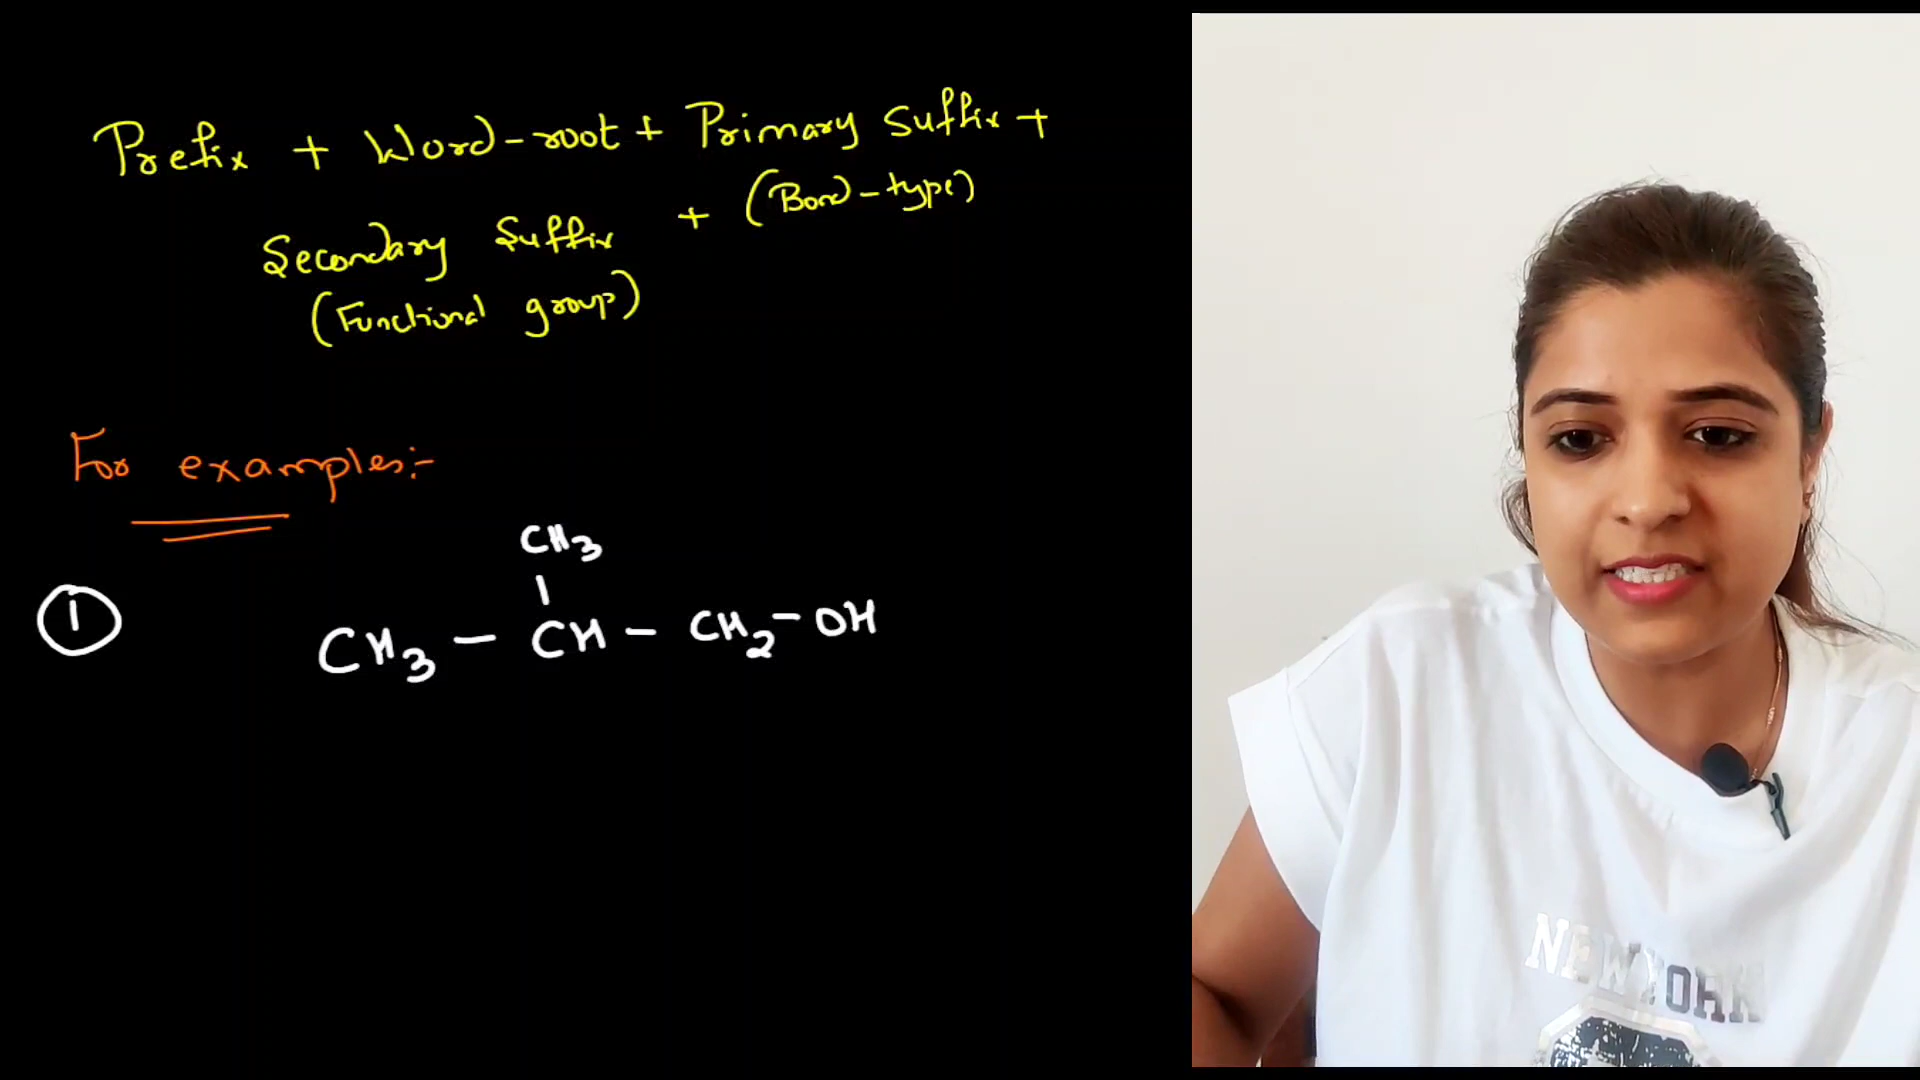 Prefix + Word-root + Primary Suffix +
(Bond-type)
Secondary Suffix +
(Functional group)
For examples:-
CH3
1 CH3 - CH - CH2 - OH
NEW YORK